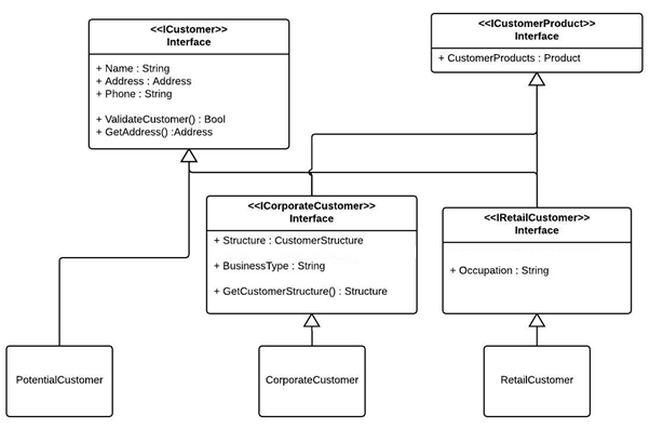 <<ICustomer>>
Interface
+ Name : String
+ Address : Address
+ Phone : String
+ ValidateCustomer() : Bool
+ GetAddress() :Address
<<ICustomerProduct>>
Interface
+ CustomerProducts : Product
<<ICorporateCustomer>>
Interface
+ Structure : CustomerStructure
+ BusinessType : String
+ GetCustomerStructure() : Structure
<<IRetailCustomer>>
Interface
+ Occupation : String
PotentialCustomer
CorporateCustomer
RetailCustomer